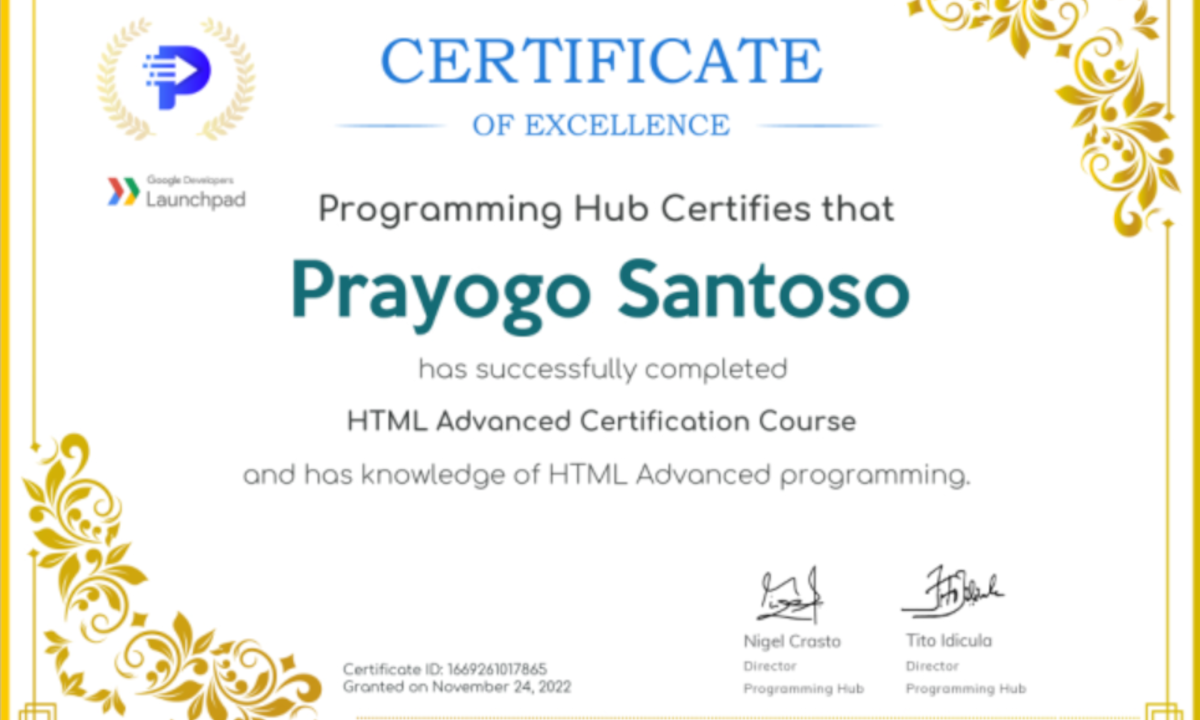 CERTIFICATE
OF EXCELLENCE
Google Developers
Launchpad
Programming Hub Certifies that
Prayogo Santoso
has successfully completed
HTML Advanced Certification Course
and has knowledge of HTML Advanced programming.
Nigel Crasto
Director
Programming Hub
Tito Idicula
Director
Programming Hub
Certificate ID: 1669261017865
Granted on November 24, 2022